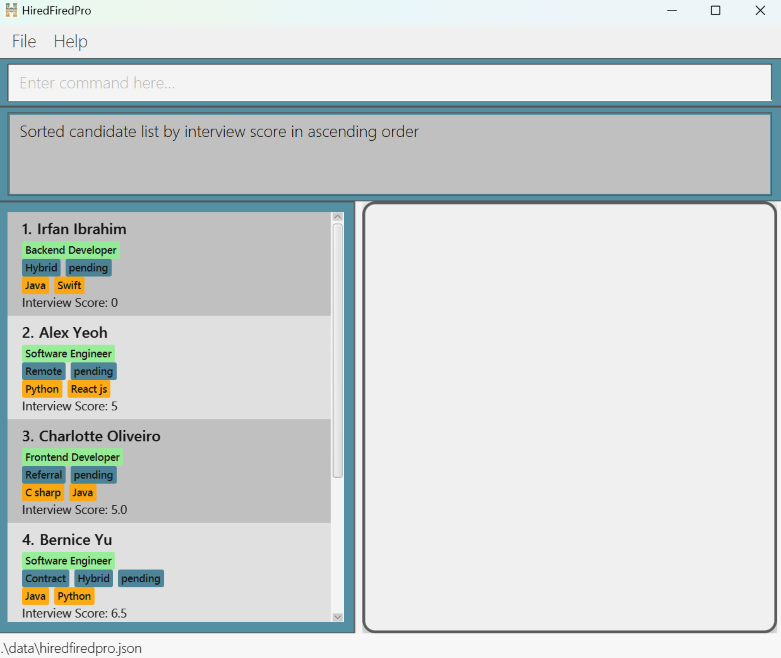 HiredFiredPro
File Help
Enter command here...
Sorted candidate list by interview score in ascending order
1. Irfan Ibrahim
Backend Developer
Hybrid pending
Java Swift
Interview Score: 0
2. Alex Yeoh
Software Engineer
Remote pending
Python React js
Interview Score: 5
3. Charlotte Oliveiro
Frontend Developer
Referral pending
C sharp Java
Interview Score: 5.0
4. Bernice Yu
Software Engineer
Contract Hybrid pending
Java Python
Interview Score: 6.5
.\data\hiredfiredpro.json